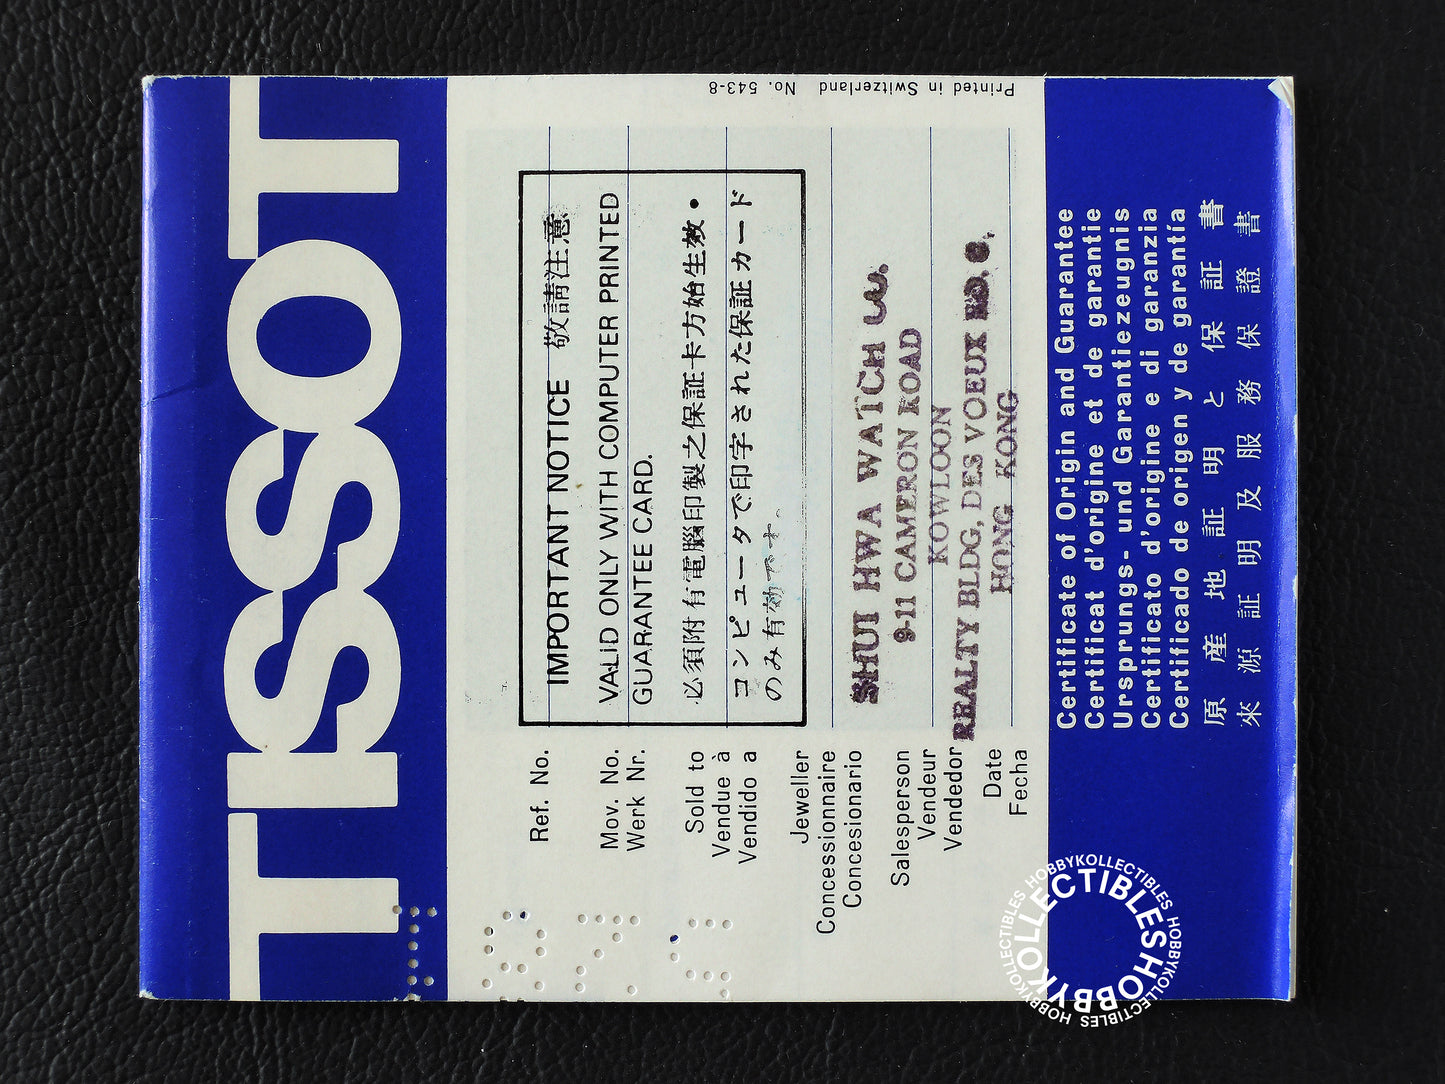 TISSOT
Printed in Switzerland No. 543-8
Ref. No.
Mov. No.
Werk Nr.
Sold to
Vendue à
Vendido a
Jeweller
Concessionnaire
Concesionario
Salesperson
Vendeur
Vendedor
Date
Fecha
IMPORTANT NOTICE 敬請注意
VALID ONLY WITH COMPUTER PRINTED
GUARANTEE CARD.
必須附有電腦印製之保証卡方始生效•
コンピュータで印字された保証カード
のみ有効です。
SHUI HWA WATCH CO.
9-11 CAMERON ROAD
KOWLOON
REALTY BLDG, DES VOEUX RD. C,
HONG KONG
Certificate of Origin and Guarantee
Certificat d'origine et de garantie
Ursprungs- und Garantiezeugnis
Certificato d'origine e di garanzia
Certificado de origen y de garantía
原産地証明と保証書
來源証明及服務保證書
HOBBYKOLLECTIBLES
HOBBYKOLLECTIBLES HOBBYKOLLECTIBLES HOBBYKOLLECTIBLES